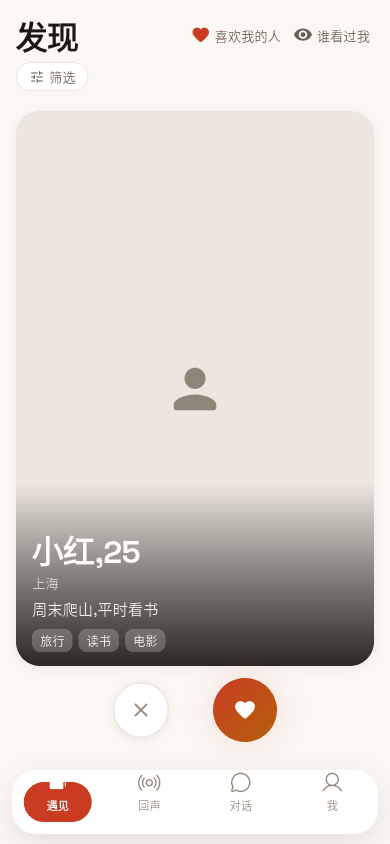 发现
喜欢我的人
谁看过我
筛选
小红,25
上海
周末爬山,平时看书
旅行 读书 电影
遇见 回声 对话 我